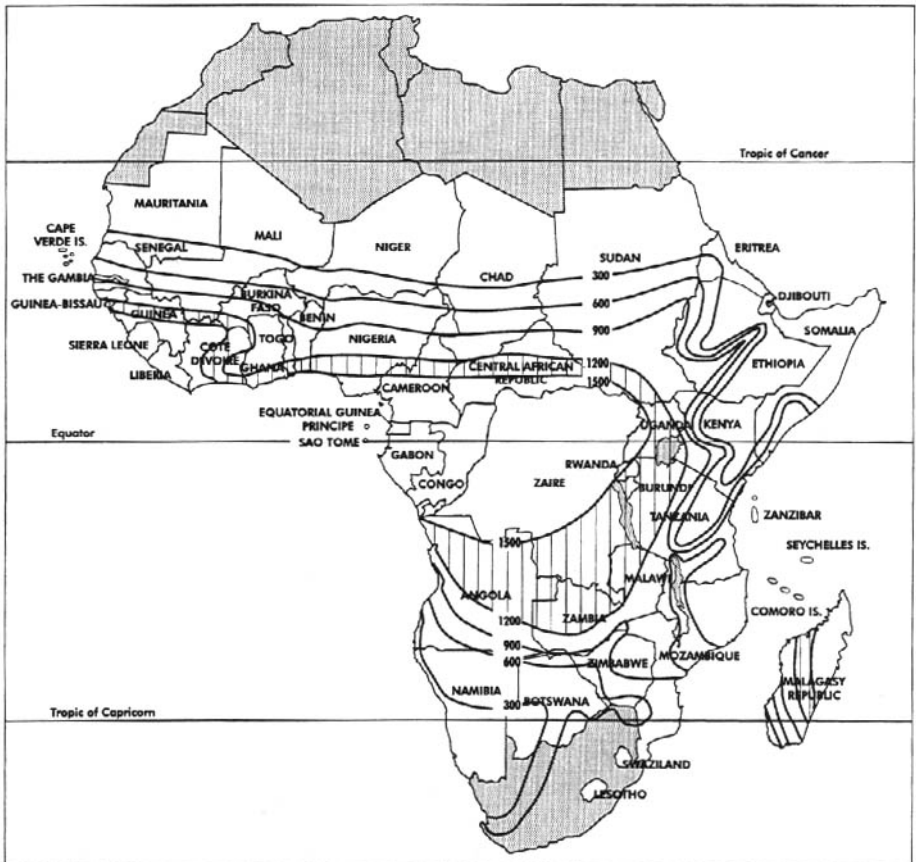 Tropic of Cancer
MAURITANIA
CAPE
VERDE IS.
SENEGAL
MALI
NIGER
CHAD
SUDAN
ERITREA
300
THE GAMBIA
BURKINA
FASO
600
DJIBOUTI
GUINEA-BISSAU
GUINEA
BENIN
900
SOMALIA
SIERRA LEONE
COTE
DIVOIRE
TOGO
NIGERIA
ETHIOPIA
LIBERIA
GHANA
CENTRAL AFRICAN
REPUBLIC
1200
1500
CAMEROON
EQUATORIAL GUINEA
PRINCIPE
UGANDA
KENYA
Equator
SAO TOME
GABON
CONGO
ZAIRE
RWANDA
BURUNDI
TANZANIA
ZANZIBAR
1500
SEYCHELLES IS.
MALAWI
ANGOLA
ZAMBIA
COMORO IS.
1200
900
600
ZIMBABWE
MOZAMBIQUE
NAMIBIA
300
BOTSWANA
MALAGASY
REPUBLIC
Tropic of Capricorn
SWAZILAND
LESOTHO